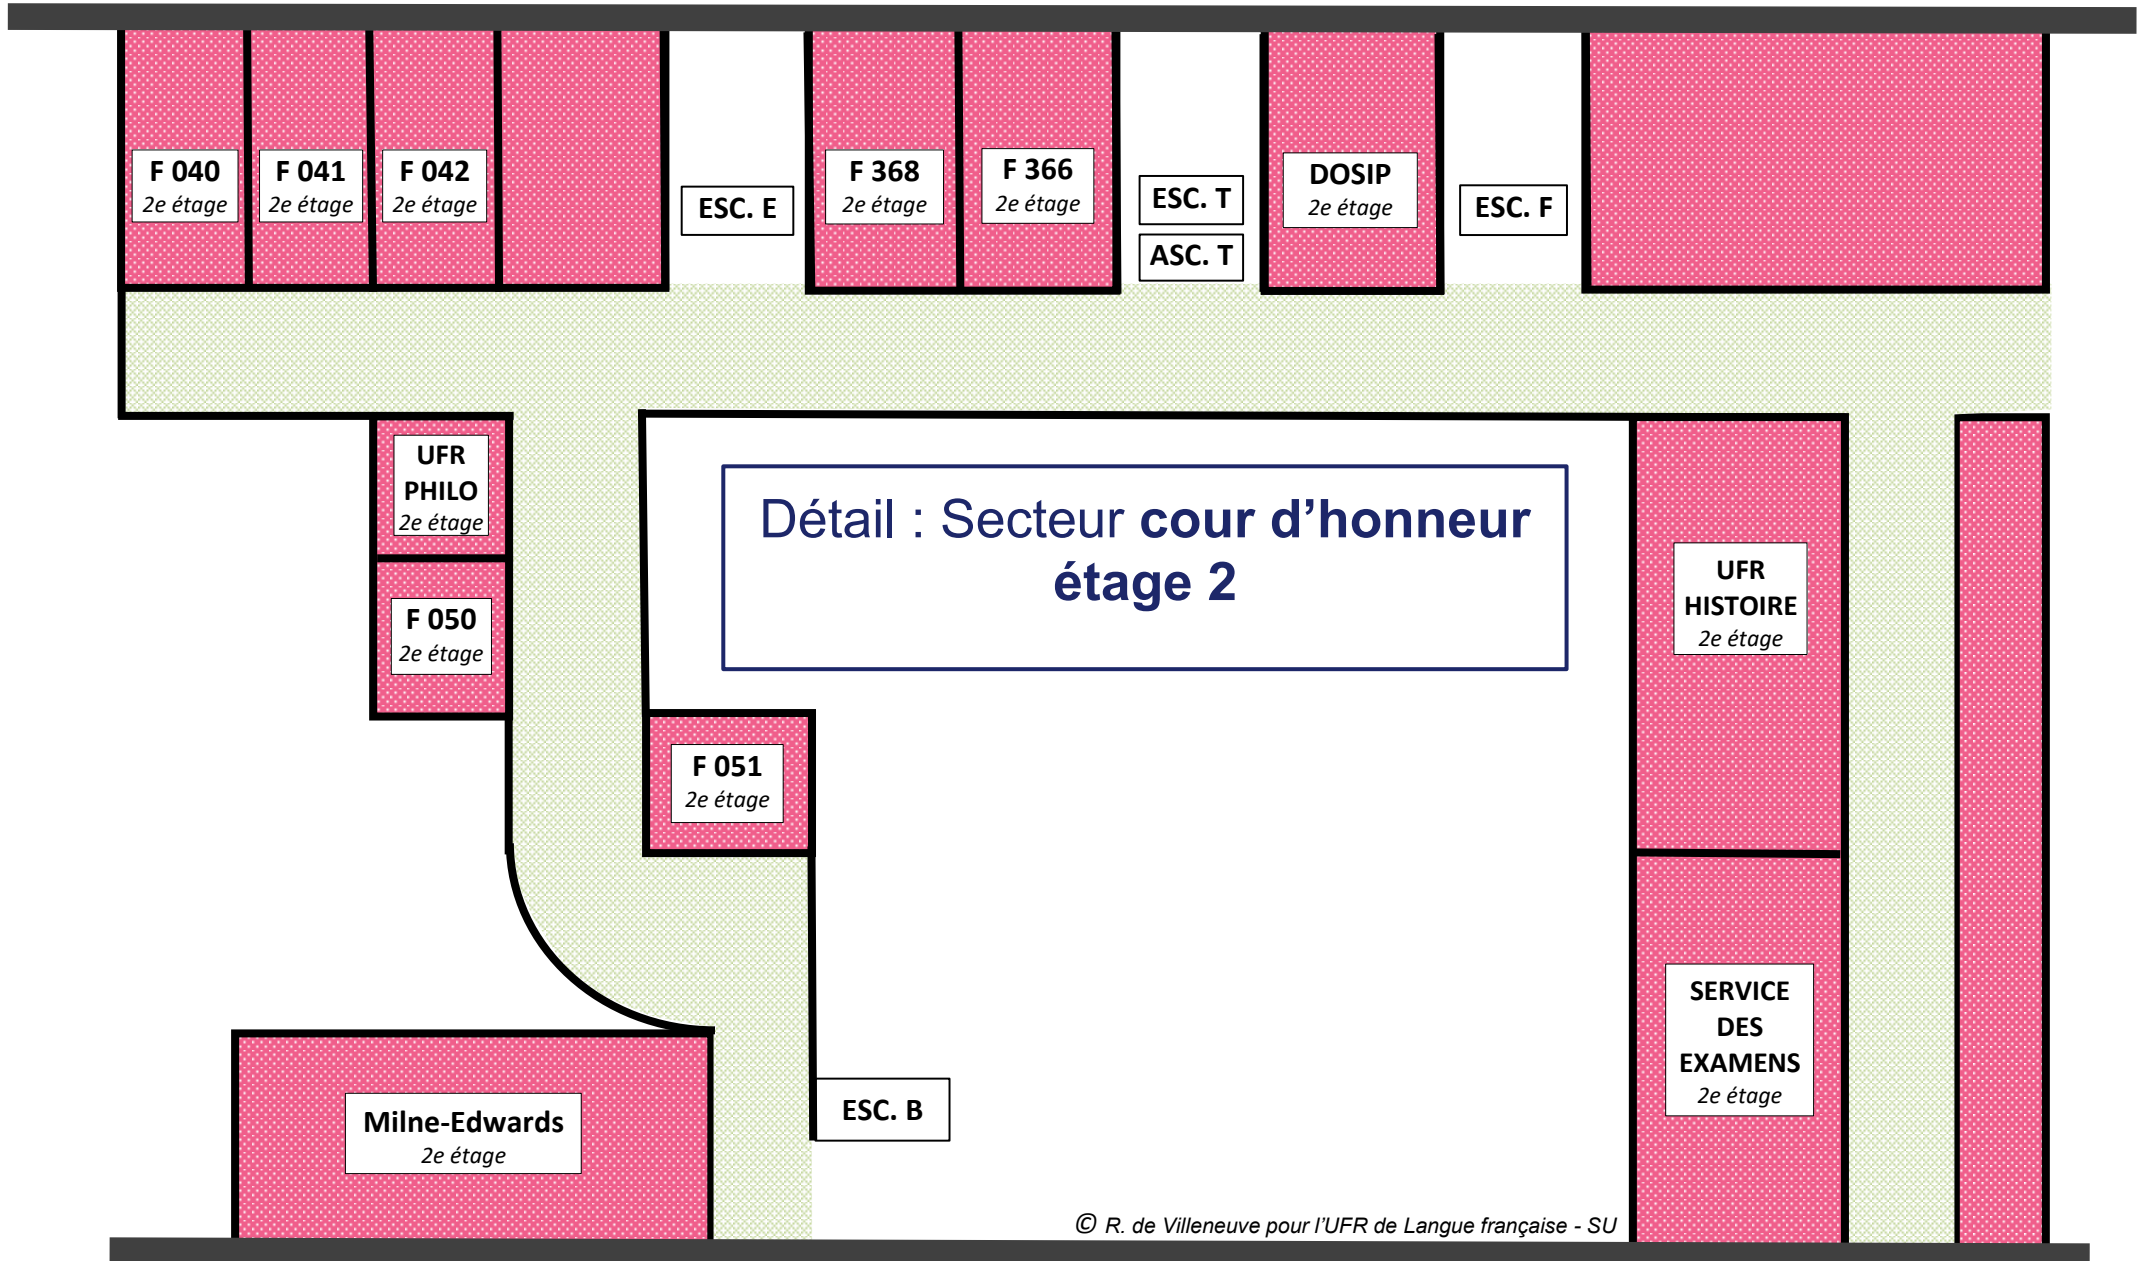 F 040
2e étage
F 041
2e étage
F 042
2e étage
ESC. E
F 368
2e étage
F 366
2e étage
ESC. T
ASC. T
DOSIP
2e étage
ESC. F
UFR
PHILO
2e étage
F 050
2e étage
Détail : Secteur cour d’honneur
étage 2
F 051
2e étage
UFR
HISTOIRE
2e étage
Milne-Edwards
2e étage
ESC. B
SERVICE
DES
EXAMENS
2e étage
© R. de Villeneuve pour l’UFR de Langue française - SU